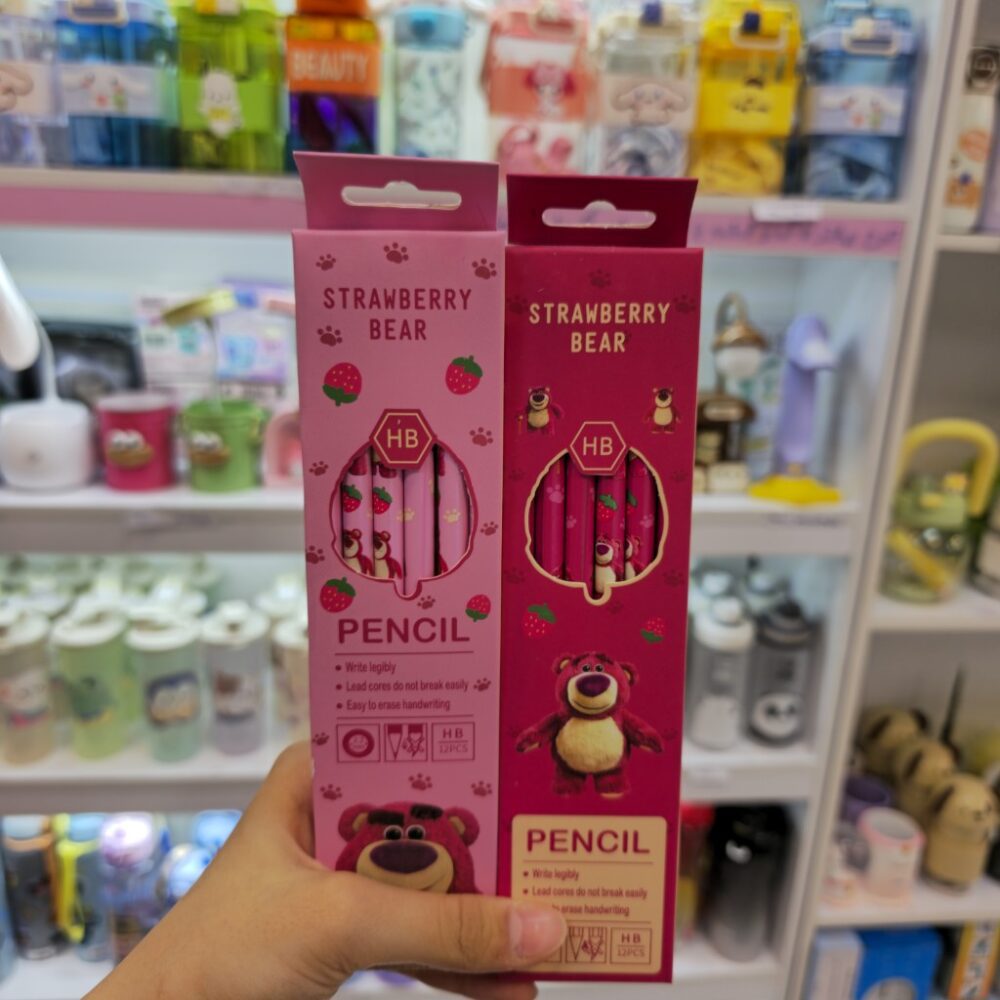 BEAUTY
STRAWBERRY
BEAR
HB
PENCIL
• Write legibly
• Lead cores do not break easily
• Easy to erase handwriting
HB
12PCS
STRAWBERRY
BEAR
HB
PENCIL
• Write legibly
• Lead cores do not break easily
to erase handwriting
HB
12PCS